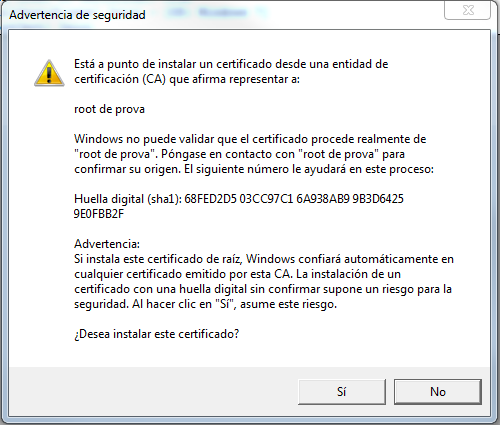 Advertencia de seguridad
Está a punto de instalar un certificado desde una entidad de
certificación (CA) que afirma representar a:
root de prova
Windows no puede validar que el certificado procede realmente de
"root de prova". Póngase en contacto con "root de prova" para
confirmar su origen. El siguiente número le ayudará en este proceso:
Huella digital (sha1): 68FED2D5 03CC97C1 6A938AB9 9B3D6425
9E0FBB2F
Advertencia:
Si instala este certificado de raíz, Windows confiará automáticamente en
cualquier certificado emitido por esta CA. La instalación de un
certificado con una huella digital sin confirmar supone un riesgo para la
seguridad. Al hacer clic en "Sí", asume este riesgo.
¿Desea instalar este certificado?
Sí
No